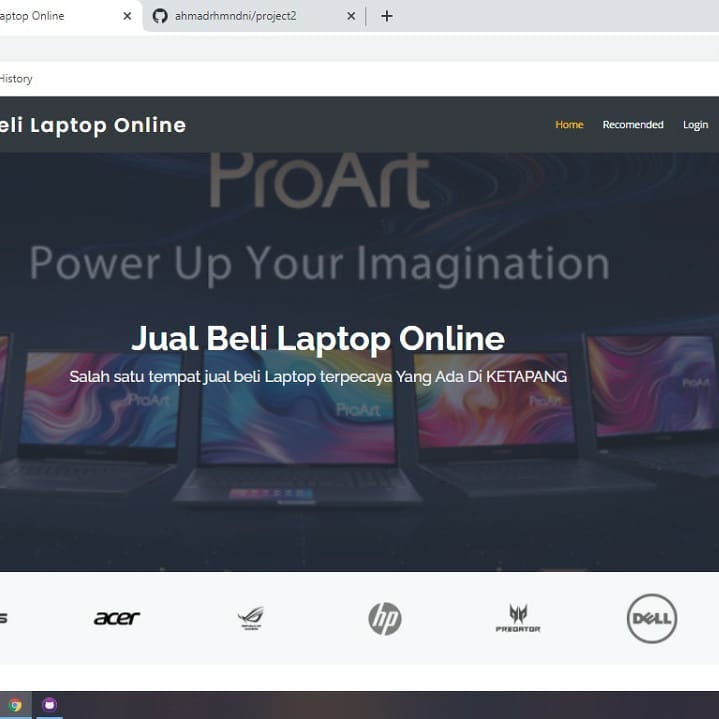 aptop Online
ahmadrhmndni/project2
History
eli Laptop Online
Home
Recomended
Login
ProArt
Power Up Your Imagination
Jual Beli Laptop Online
Salah satu tempat jual beli Laptop terpecaya Yang Ada Di KETAPANG
ProArt
ProArt
ProArt
ProArt
acer
hp
PREDATOR
DELL